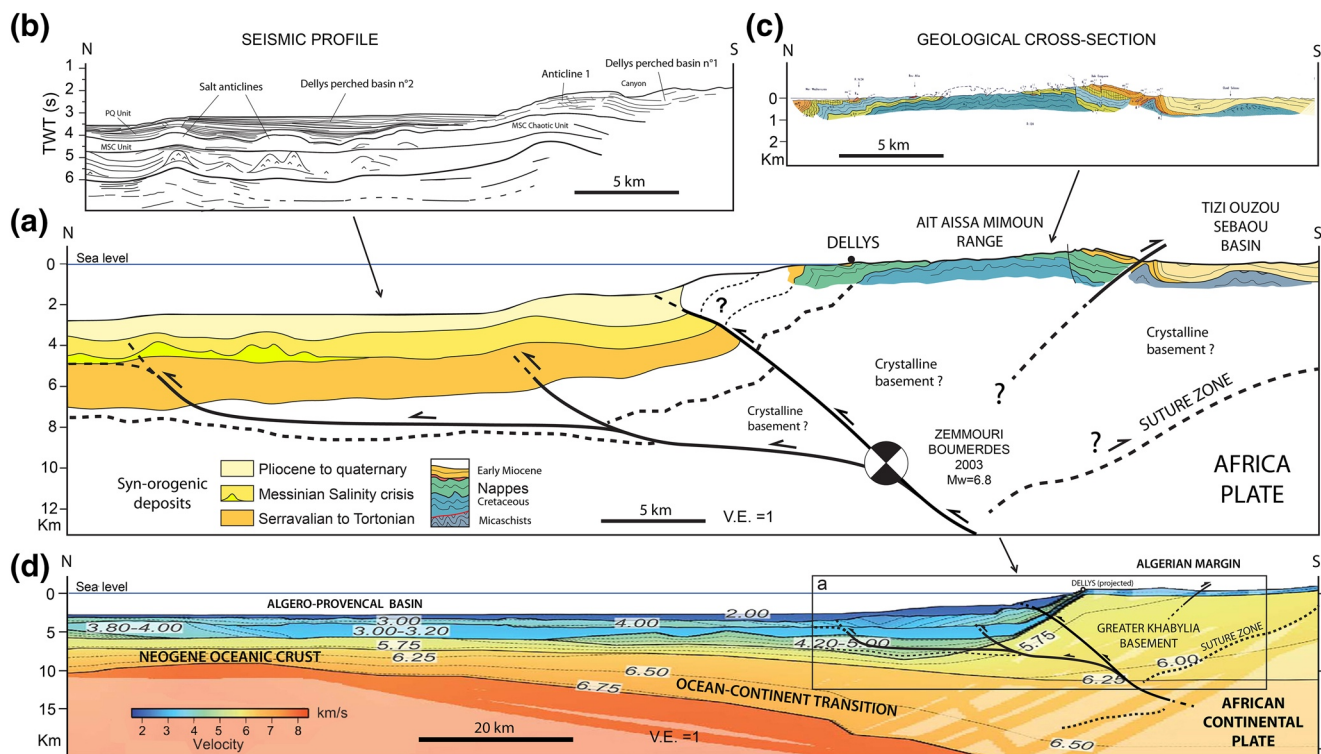 (b)
SEISMIC PROFILE
N
S
1
2
3
4
5
6
TWT (s)
PQ Unit
Salt anticlines
Dellys perched basin n°2
Anticline 1
Canyon
Dellys perched basin n°1
MSC Chaotic Unit
MSC Unit
5 km
(c)
GEOLOGICAL CROSS-SECTION
N
S
0
1
2
Km
5 km
(a)
N
S
Sea level
0
2
4
6
8
10
12
Km
DELLYS
AIT AISSA MIMOUN
RANGE
TIZI OUZOU
SEBAOU
BASIN
?
Crystalline
basement ?
Crystalline
basement ?
Crystalline
basement ?
?
?
SUTURE ZONE
ZEMMOURI
BOUMERDES
2003
Mw=6.8
AFRICA
PLATE
Syn-orogenic
deposits
Pliocene to quaternary
Messinian Salinity crisis
Serravalian to Tortonian
Early Miocene
Nappes
Cretaceous
Micaschists
5 km
V.E. =1
(d)
N
S
Sea level
0
5
10
15
Km
ALGERO-PROVENCAL BASIN
ALGERIAN MARGIN
DELLYS (projected)
a
2.00
3.00
3.80-4.00
3.00-3.20
4.00
4.20-5.00
5.75
5.75
6.25
6.50
6.75
6.00
6.25
6.50
NEOGENE OCEANIC CRUST
OCEAN-CONTINENT TRANSITION
GREATER KHABYLIA
BASEMENT
SUTURE ZONE
AFRICAN
CONTINENTAL
PLATE
km/s
2 3 4 5 6 7 8
Velocity
20 km
V.E. =1